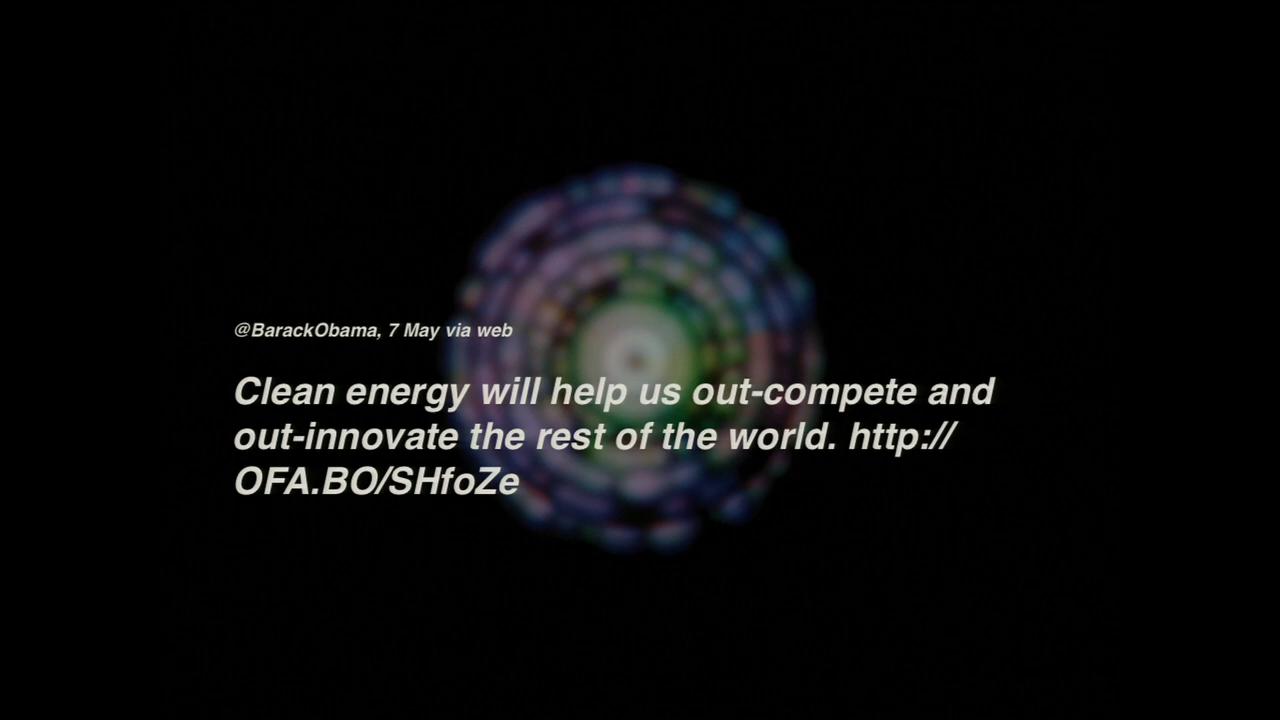 @BarackObama, 7 May via web
Clean energy will help us out-compete and
out-innovate the rest of the world. http://
OFA.BO/SHfoZe